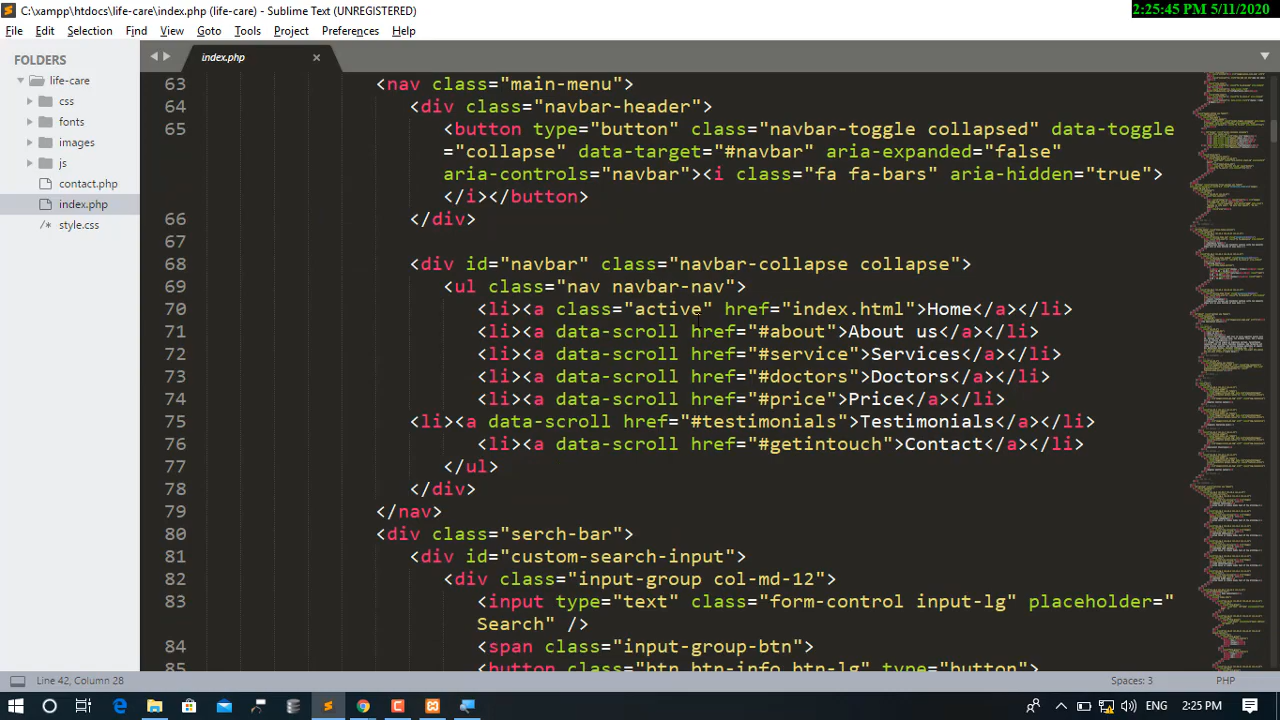 C:\xampp\htdocs\life-care\index.php (life-care) - Sublime Text (UNREGISTERED)
2:25:45 PM 5/11/2020
File Edit Selection Find View Goto Tools Project Preferences Help
FOLDERS
life-care
css
fonts
images
js
contact.php
index.php
style.css
index.php
63 <nav class="main-menu">
64 <div class="navbar-header">
65 <button type="button" class="navbar-toggle collapsed" data-toggle
="collapse" data-target="#navbar" aria-expanded="false"
aria-controls="navbar"><i class="fa fa-bars" aria-hidden="true">
</i></button>
66 </div>
67
68 <div id="navbar" class="navbar-collapse collapse">
69 <ul class="nav navbar-nav">
70 <li><a class="active" href="index.html">Home</a></li>
71 <li><a data-scroll href="#about">About us</a></li>
72 <li><a data-scroll href="#service">Services</a></li>
73 <li><a data-scroll href="#doctors">Doctors</a></li>
74 <li><a data-scroll href="#price">Price</a></li>
75 <li><a data-scroll href="#testimonials">Testimonials</a></li>
76 <li><a data-scroll href="#getintouch">Contact</a></li>
77 </ul>
78 </div>
79 </nav>
80 <div class="serch-bar">
81 <div id="custom-search-input">
82 <div class="input-group col-md-12">
83 <input type="text" class="form-control input-lg" placeholder="
Search" />
84 <span class="input-group-btn">
85 <button class="btn btn-info btn-lg" type="button">
Line 42, Column 28
Spaces: 3
PHP
2:25 PM